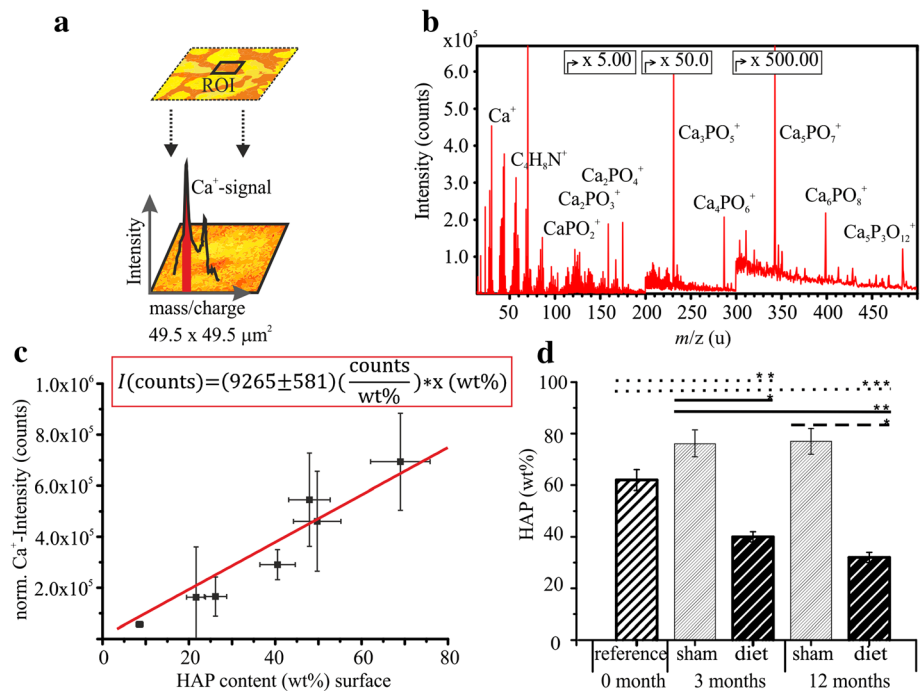 a
ROI
Ca⁺-signal
Intensity
mass/charge
49.5 x 49.5 µm²
b
x10⁵
Intensity (counts)
6.0
5.0
4.0
3.0
2.0
1.0
x 5.00
x 50.0
x 500.00
Ca⁺
C₄H₈N⁺
CaPO₂⁺
Ca₂PO₃⁺
Ca₂PO₄⁺
Ca₃PO₅⁺
Ca₄PO₆⁺
Ca₅PO₇⁺
Ca₆PO₈⁺
Ca₅P₃O₁₂⁺
50 100 150 200 250 300 350 400 450
m/z (u)
c
I(counts)=(9265±581)(counts/wt%)*x (wt%)
norm. Ca⁺-Intensity (counts)
1.0x10⁶
8.0x10⁵
6.0x10⁵
4.0x10⁵
2.0x10⁵
0
0 20 40 60 80
HAP content (wt%) surface
d
HAP (wt%)
100
80
60
40
20
0
**
***
*
**
*
reference sham diet sham diet
0 month 3 months 12 months